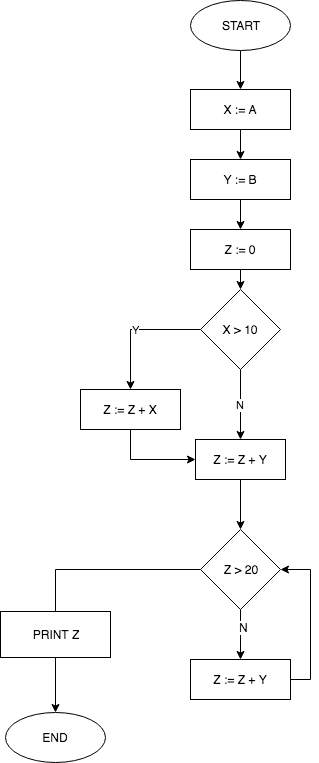 START
X := A
Y := B
Z := 0
X > 10
Y
Z := Z + X
N
Z := Z + Y
Z > 20
N
PRINT Z
Z := Z + Y
END